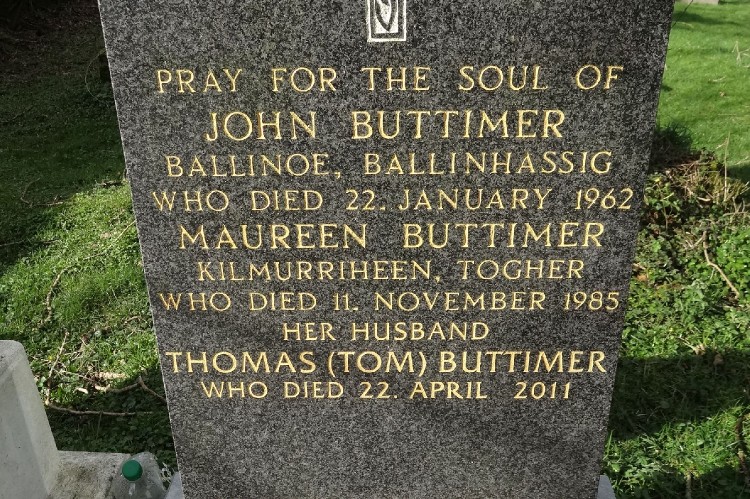 PRAY FOR THE SOUL OF
JOHN BUTTIMER
BALLINOE, BALLINHASSIG
WHO DIED 22. JANUARY 1962
MAUREEN BUTTIMER
KILMURRIHEEN, TOGHER
WHO DIED 11. NOVEMBER 1985
HER HUSBAND
THOMAS (TOM) BUTTIMER
WHO DIED 22. APRIL 2011